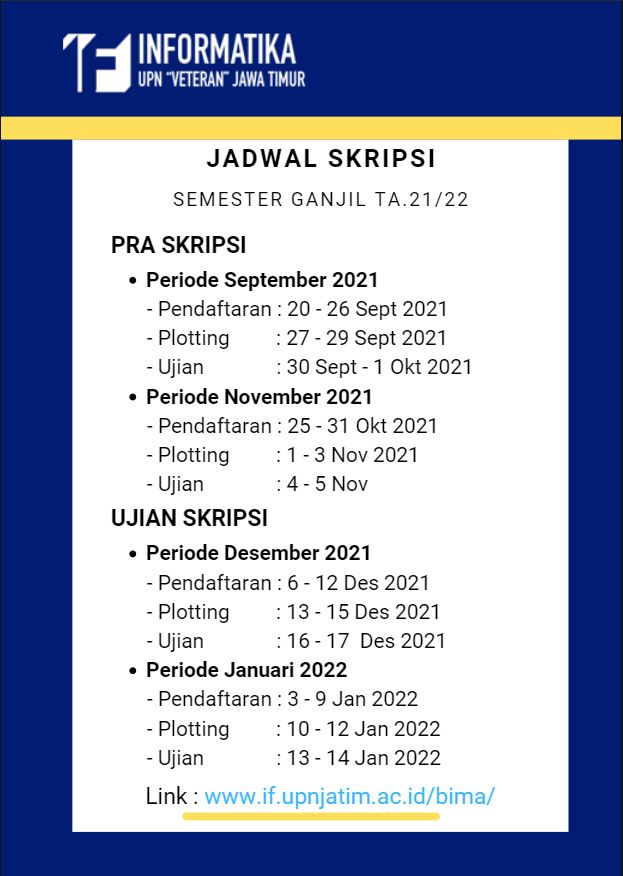 INFORMATIKA
UPN "VETERAN" JAWA TIMUR
JADWAL SKRIPSI
SEMESTER GANJIL TA.21/22
PRA SKRIPSI
• Periode September 2021
- Pendaftaran : 20 - 26 Sept 2021
- Plotting : 27 - 29 Sept 2021
- Ujian : 30 Sept - 1 Okt 2021
• Periode November 2021
- Pendaftaran : 25 - 31 Okt 2021
- Plotting : 1 - 3 Nov 2021
- Ujian : 4 - 5 Nov
UJIAN SKRIPSI
• Periode Desember 2021
- Pendaftaran : 6 - 12 Des 2021
- Plotting : 13 - 15 Des 2021
- Ujian : 16 - 17 Des 2021
• Periode Januari 2022
- Pendaftaran : 3 - 9 Jan 2022
- Plotting : 10 - 12 Jan 2022
- Ujian : 13 - 14 Jan 2022
Link : www.if.upnjatim.ac.id/bima/